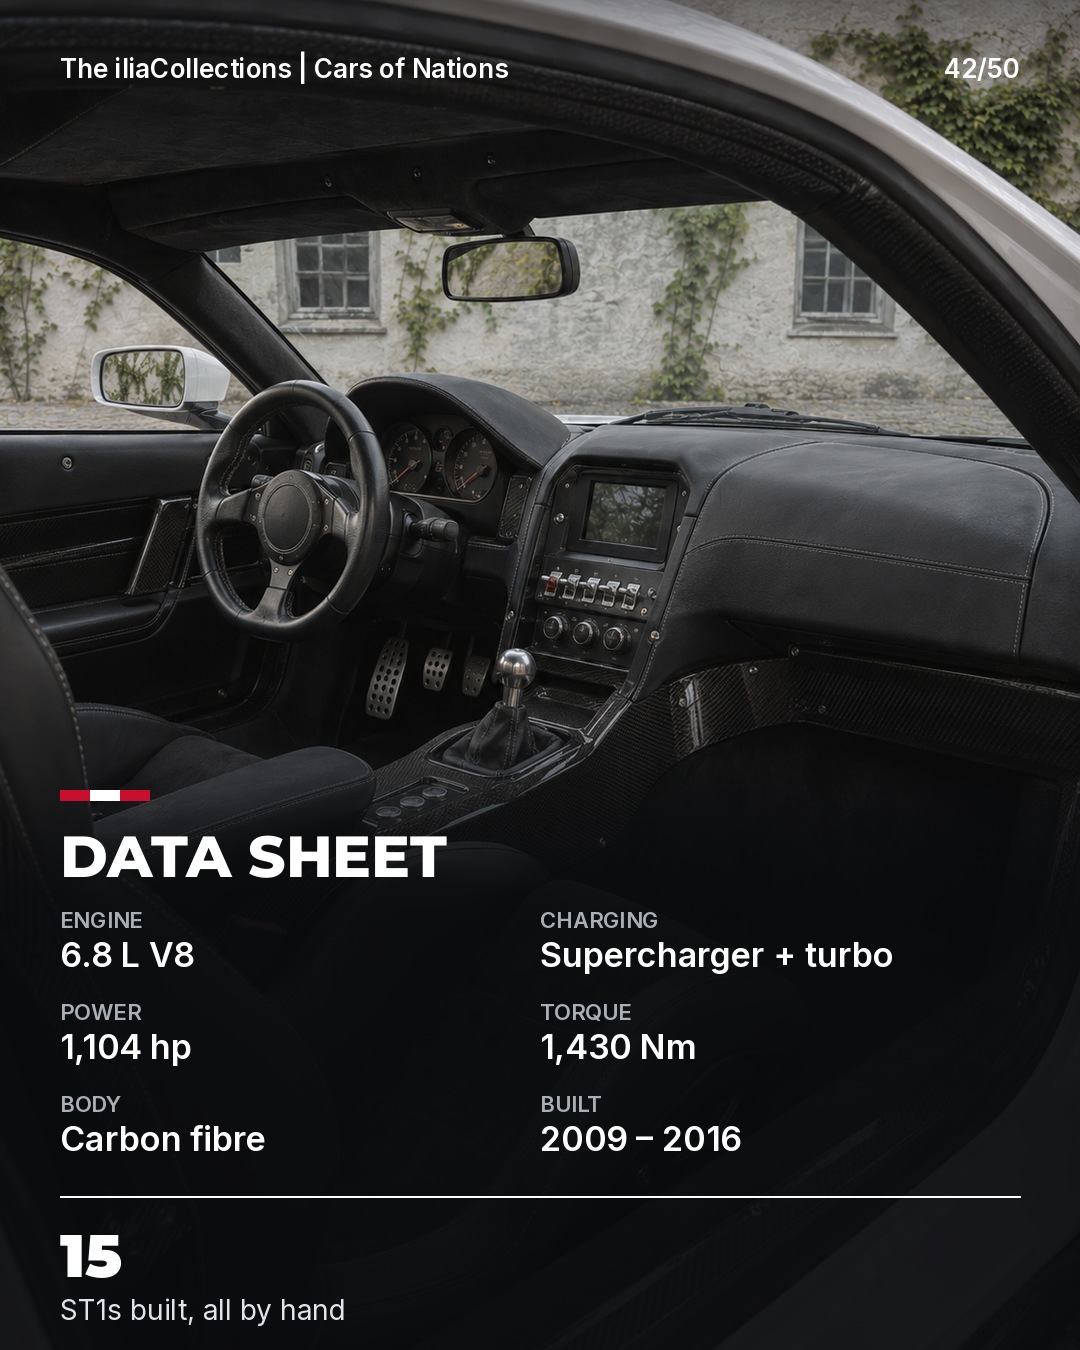 The iliaCollections | Cars of Nations
42/50
DATA SHEET
ENGINE
6.8 L V8
CHARGING
Supercharger + turbo
POWER
1,104 hp
TORQUE
1,430 Nm
BODY
Carbon fibre
BUILT
2009 – 2016
15
ST1s built, all by hand